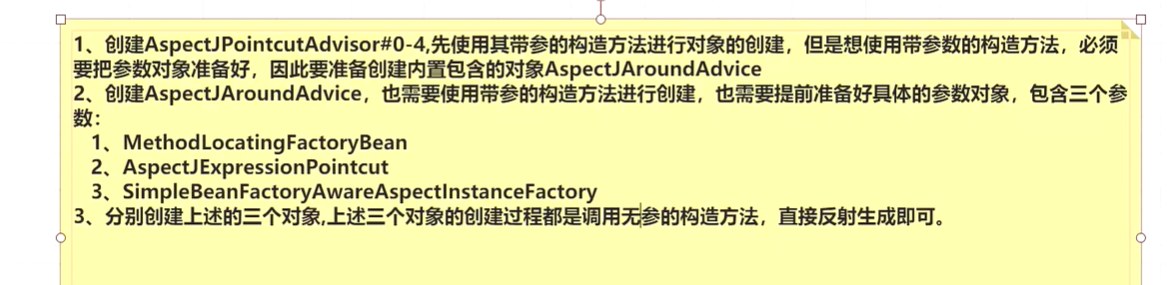 1、创建AspectJPointcutAdvisor#0-4,先使用其带参的构造方法进行对象的创建，但是想使用带参数的构造方法，必须
要把参数对象准备好，因此要准备创建内置包含的对象AspectJAroundAdvice
2、创建AspectJAroundAdvice，也需要使用带参的构造方法进行创建，也需要提前准备好具体的参数对象，包含三个参
数：
1、MethodLocatingFactoryBean
2、AspectJExpressionPointcut
3、SimpleBeanFactoryAwareAspectInstanceFactory
3、分别创建上述的三个对象,上述三个对象的创建过程都是调用无参的构造方法，直接反射生成即可。